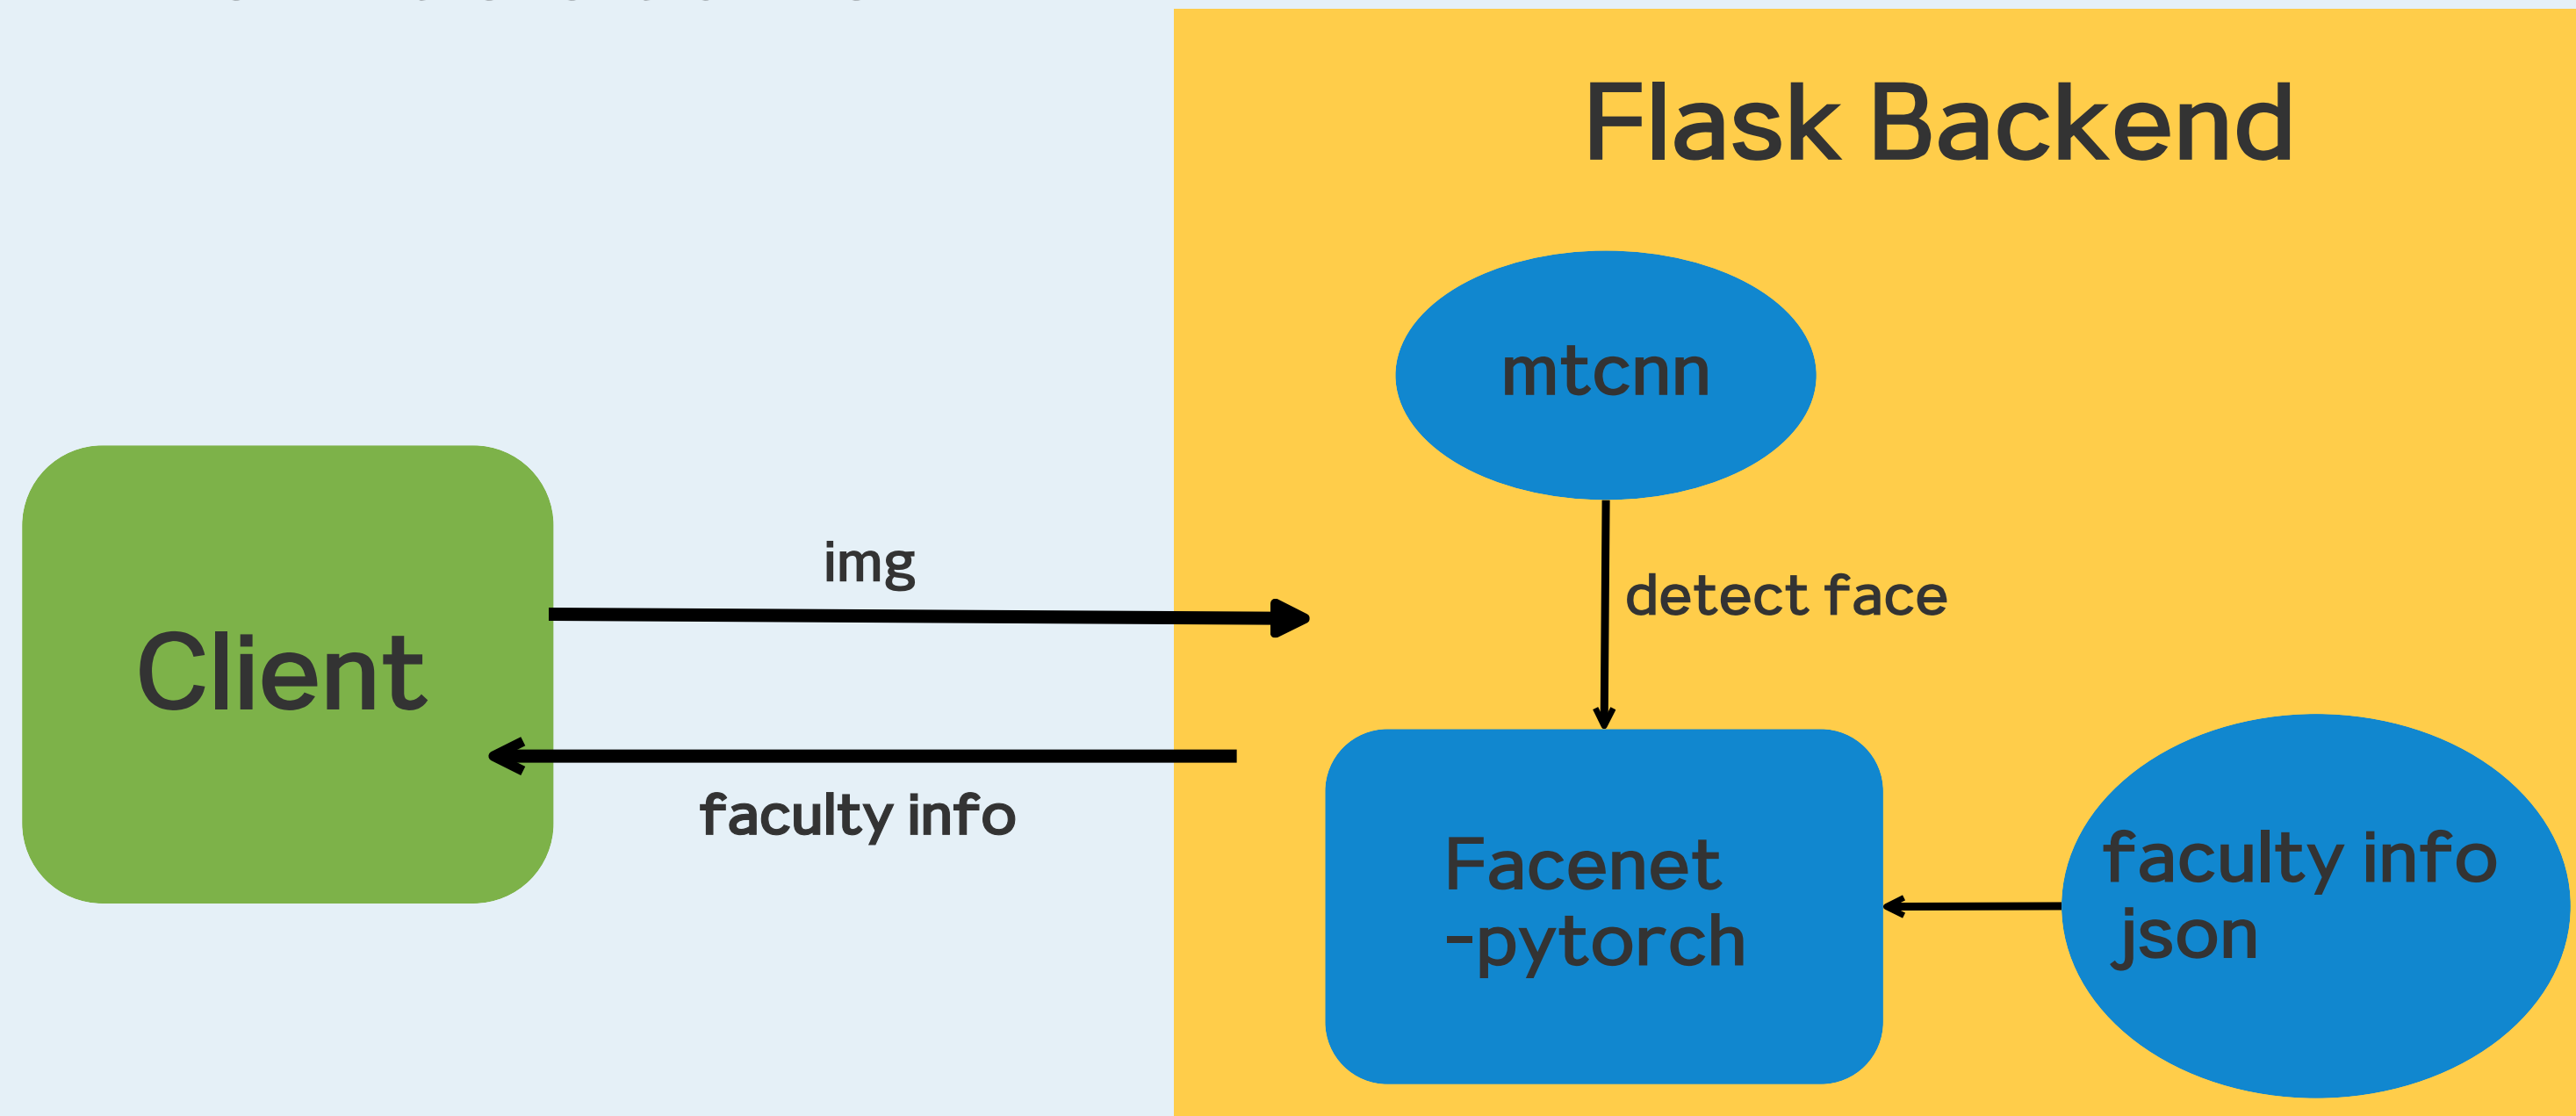 Flask Backend
mtcnn
img
detect face
Client
faculty info
Facenet
-pytorch
faculty info
json